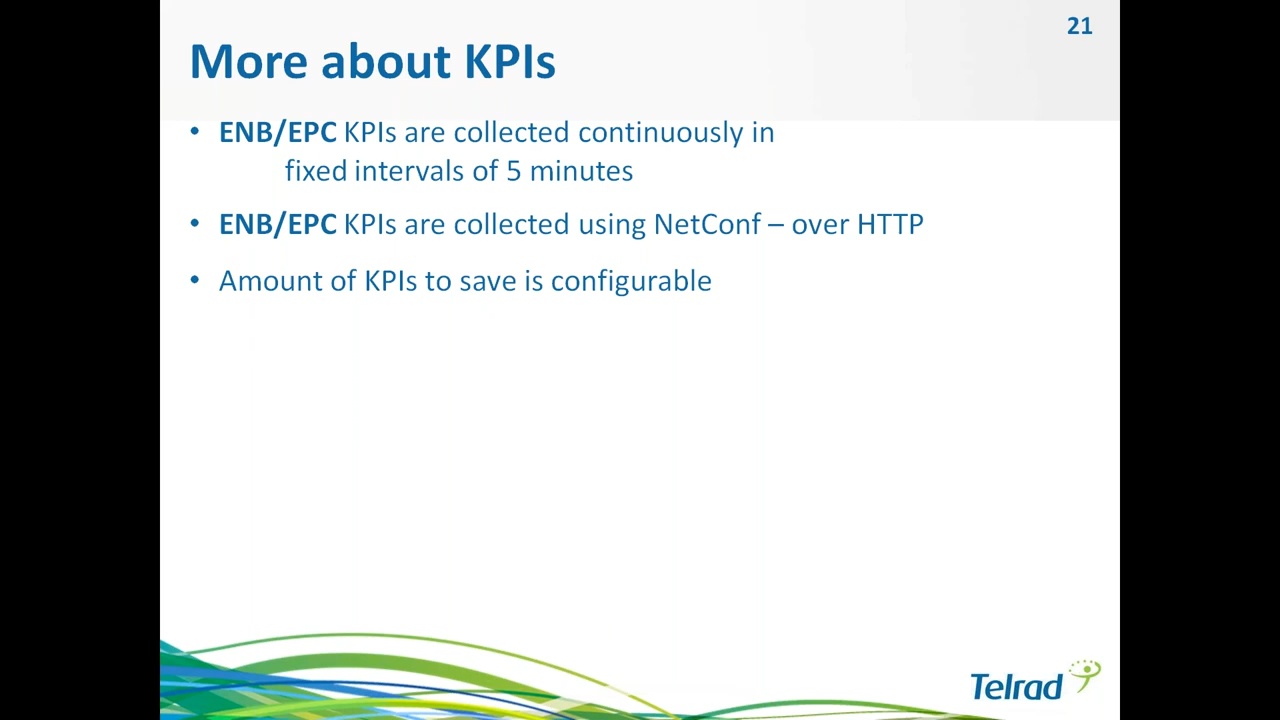 21
More about KPIs
• ENB/EPC KPIs are collected continuously in
fixed intervals of 5 minutes
• ENB/EPC KPIs are collected using NetConf – over HTTP
• Amount of KPIs to save is configurable
Telrad